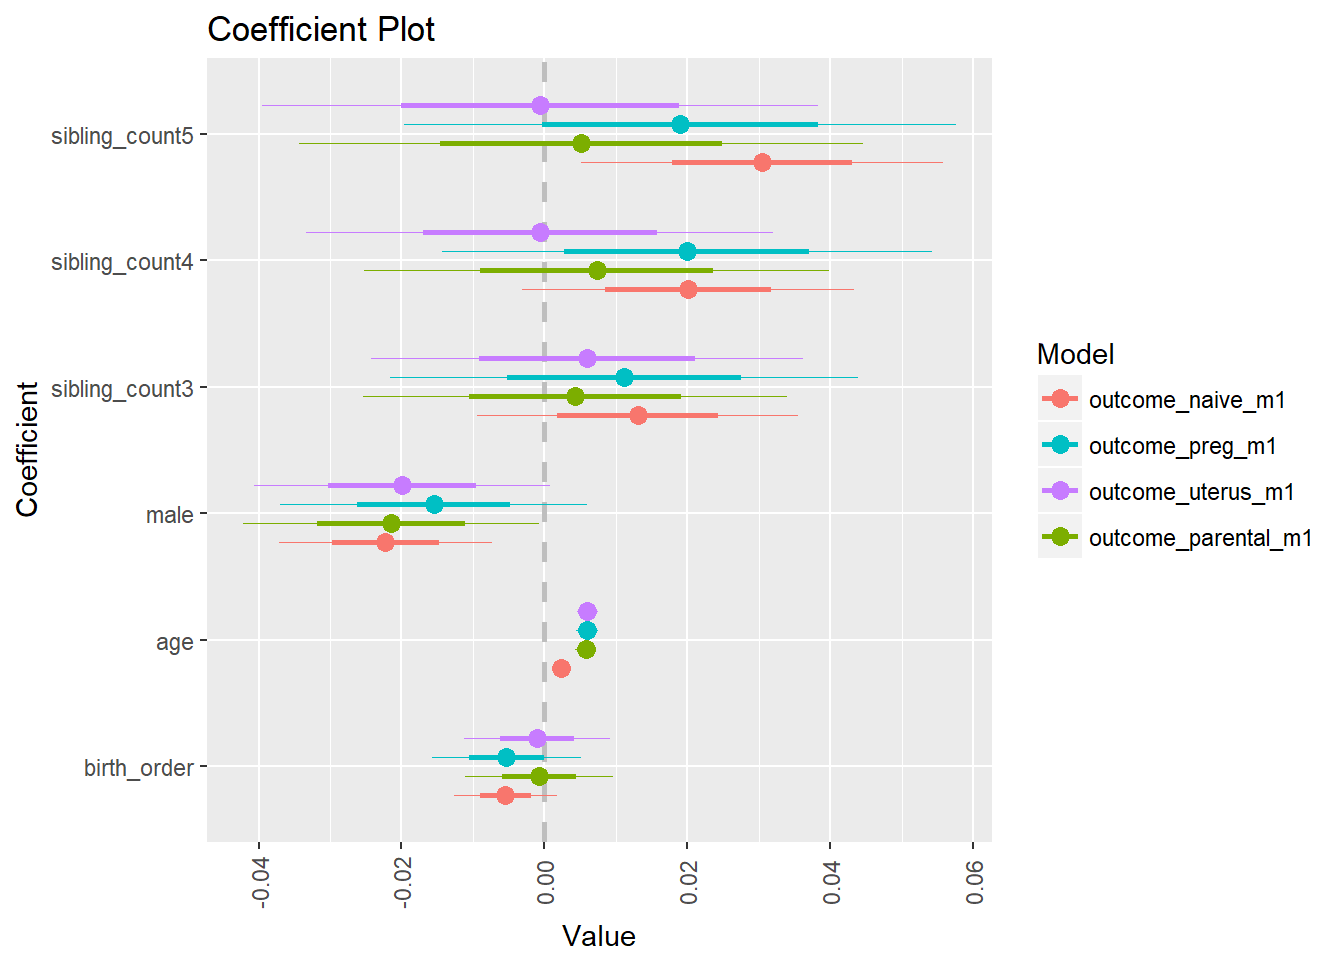 Coefficient Plot
Coefficient
sibling_count5
sibling_count4
sibling_count3
male
age
birth_order
-0.04
-0.02
0.00
0.02
0.04
0.06
Value
Model
outcome_naive_m1
outcome_preg_m1
outcome_uterus_m1
outcome_parental_m1